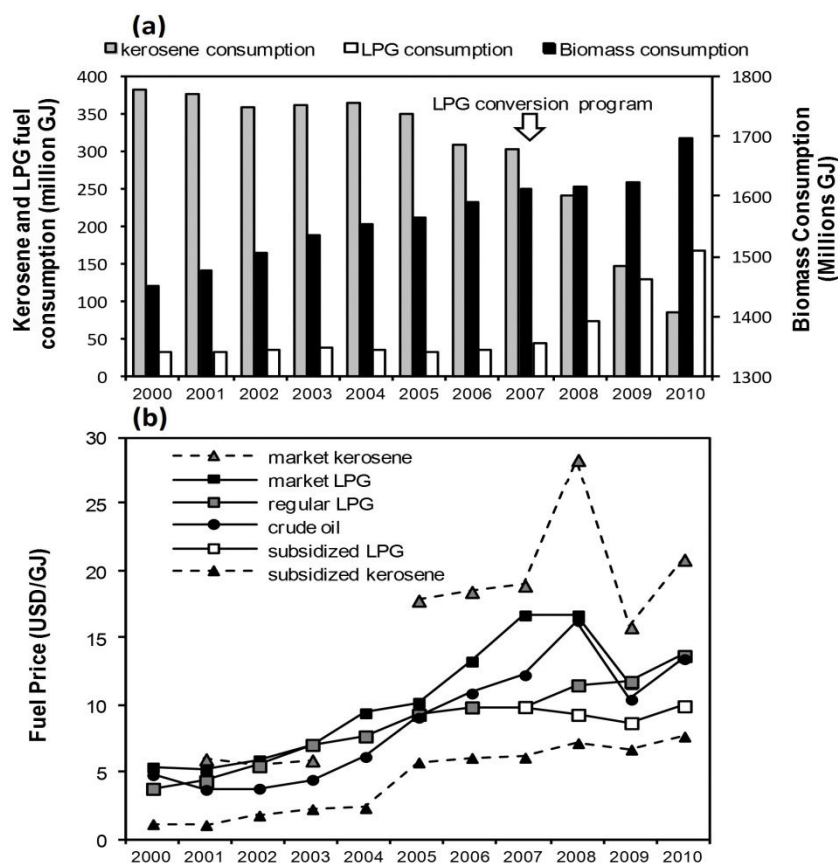 (a)
kerosene consumption LPG consumption Biomass consumption
Kerosene and LPG fuel
consumption (million GJ)
400
350
300
250
200
150
100
50
0
LPG conversion program
1800
1700
1600
1500
1400
1300
Biomass Consumption
(Millions GJ)
2000 2001 2002 2003 2004 2005 2006 2007 2008 2009 2010
(b)
Fuel Price (USD/GJ)
30
25
20
15
10
5
0
market kerosene
market LPG
regular LPG
crude oil
subsidized LPG
subsidized kerosene
2000 2001 2002 2003 2004 2005 2006 2007 2008 2009 2010